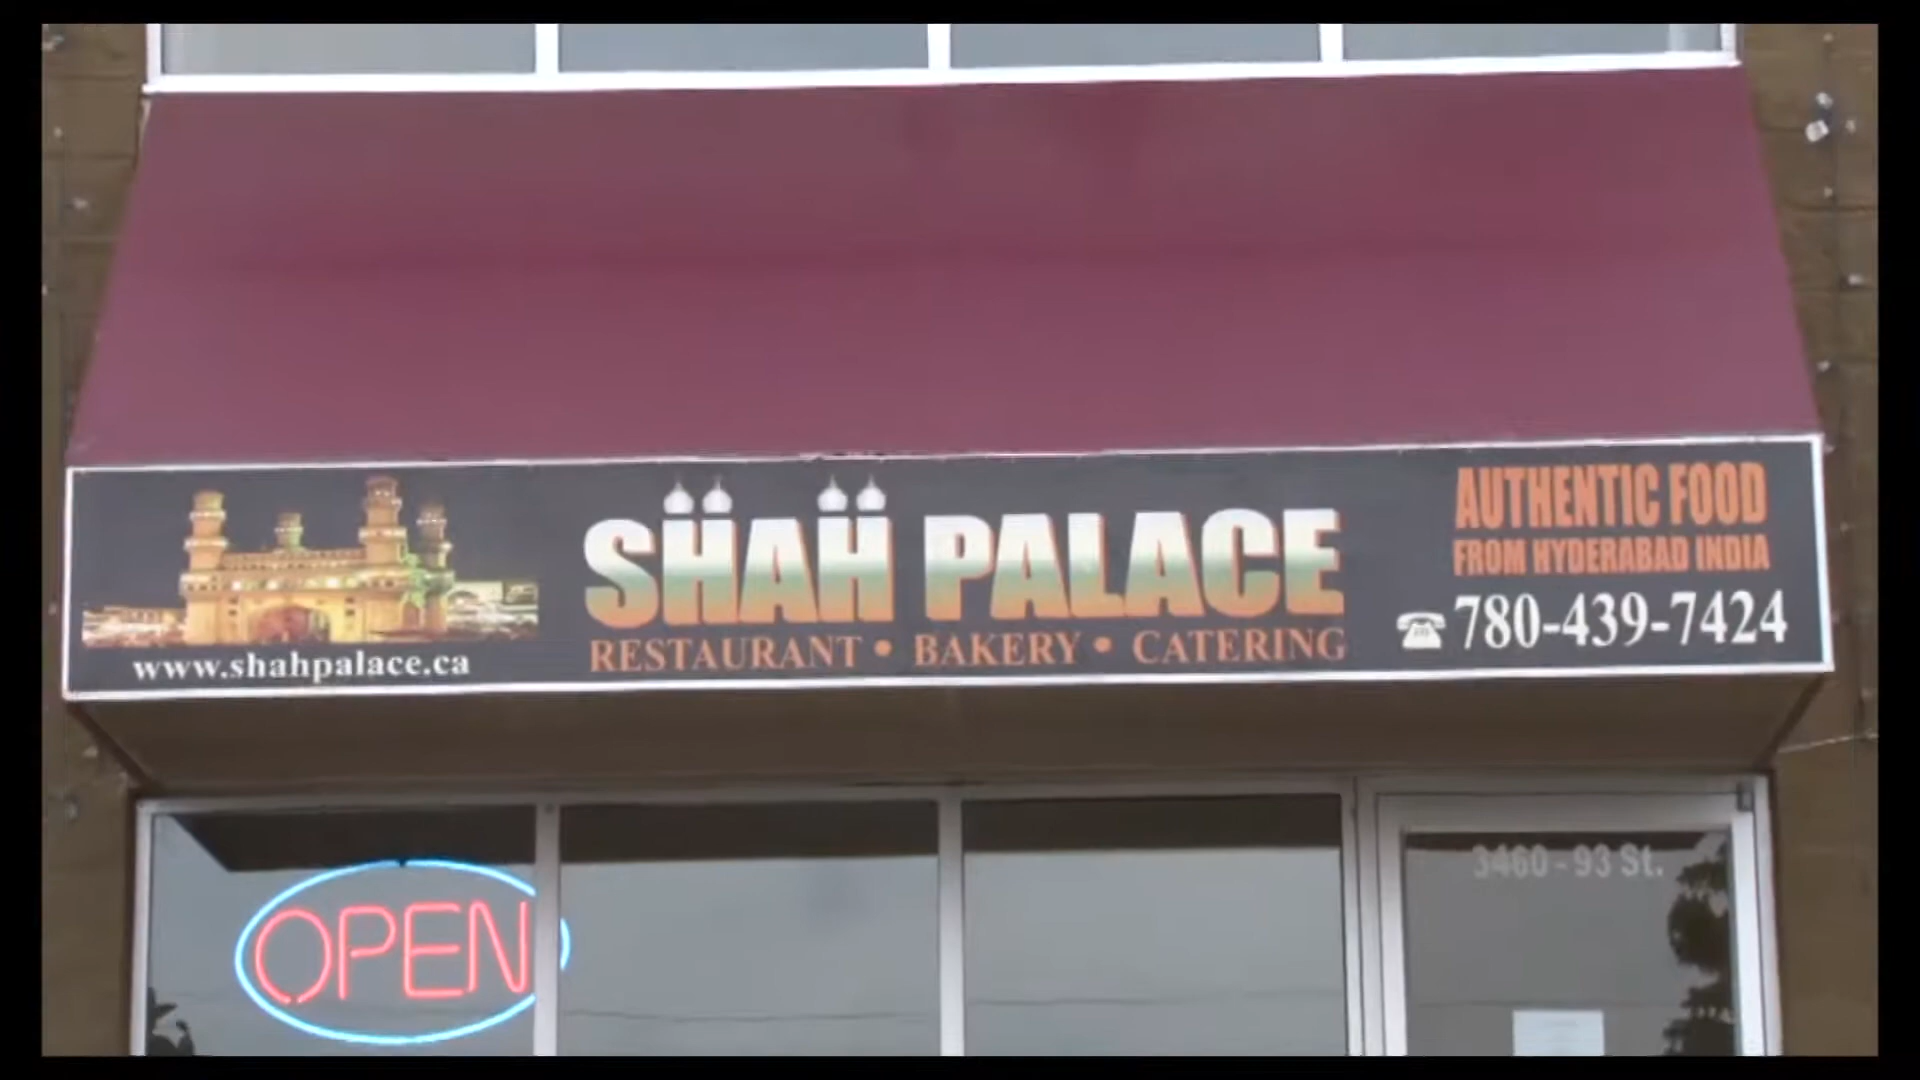 SHAH PALACE
RESTAURANT • BAKERY • CATERING
www.shahpalace.ca
AUTHENTIC FOOD
FROM HYDERABAD INDIA
780-439-7424
3460 - 93 St.
OPEN